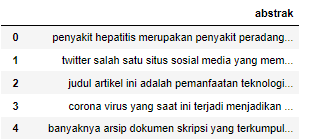 abstrak
0 penyakit hepatitis merupakan penyakit peradang...
1 twitter salah satu situs sosial media yang mem...
2 judul artikel ini adalah pemanfaatan teknologi...
3 corona virus yang saat ini terjadi menjadikan ...
4 banyaknya arsip dokumen skripsi yang terkumpul...